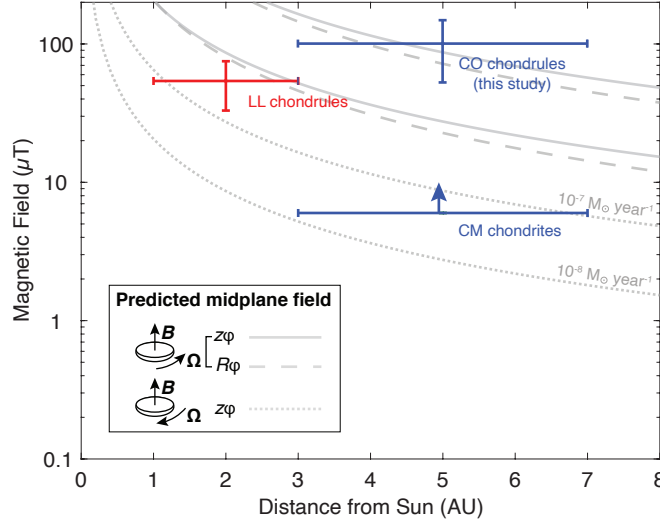 Magnetic Field (μT)
100
10
1
0.1
CO chondrules
(this study)
LL chondrules
10⁻⁷ M☉ year⁻¹
CM chondrites
10⁻⁸ M☉ year⁻¹
Predicted midplane field
B
Ω
zφ
Rφ
B
Ω
zφ
0 1 2 3 4 5 6 7 8
Distance from Sun (AU)